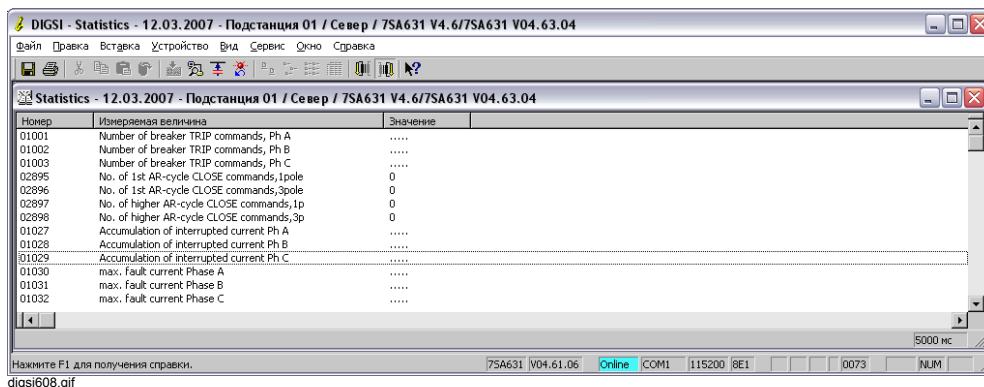 DIGSI - Statistics - 12.03.2007 - Подстанция 01 / Север / 7SA631 V4.6/7SA631 V04.63.04
Файл Правка Вставка Устройство Вид Сервис Окно Справка
Statistics - 12.03.2007 - Подстанция 01 / Север / 7SA631 V4.6/7SA631 V04.63.04
Номер Измеряемая величина Значение
01001 Number of breaker TRIP commands, Ph A .....
01002 Number of breaker TRIP commands, Ph B .....
01003 Number of breaker TRIP commands, Ph C .....
02895 No. of 1st AR-cycle CLOSE commands,1pole 0
02896 No. of 1st AR-cycle CLOSE commands,3pole 0
02897 No. of higher AR-cycle CLOSE commands,1p 0
02898 No. of higher AR-cycle CLOSE commands,3p 0
01027 Accumulation of interrupted current Ph A .....
01028 Accumulation of interrupted current Ph B .....
01029 Accumulation of interrupted current Ph C .....
01030 max. fault current Phase A .....
01031 max. fault current Phase B .....
01032 max. fault current Phase C .....
5000 мс
Нажмите F1 для получения справки. 7SA631 V04.61.06 Online COM1 115200 8E1 0073 NUM
digsi608.gif